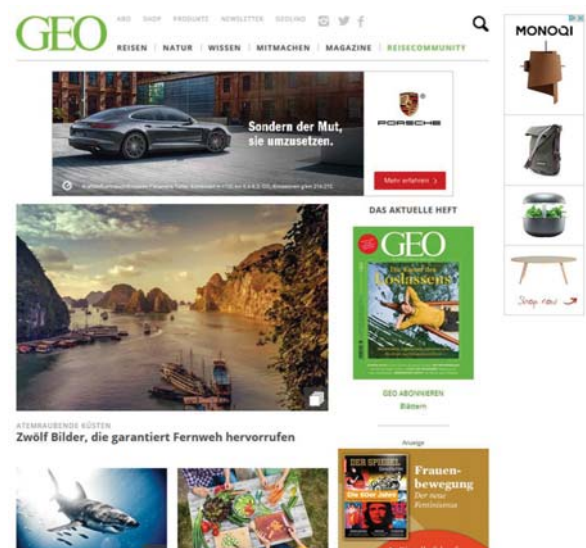 GEO
ABO SHOP PRODUKTE NEWSLETTER GEOLINO
REISEN | NATUR | WISSEN | MITMACHEN | MAGAZINE | REISECOMMUNITY
MONOQI
Sondern der Mut,
sie umzusetzen.
PORSCHE
Mehr erfahren >
DAS AKTUELLE HEFT
GEO
Die Kunst des
Loslassens
Shop now
GEO ABONNIEREN
Blättern
ATEMRAUBENDE KÜSTEN
Zwölf Bilder, die garantiert Fernweh hervorrufen
Anzeige
DER SPIEGEL
Die 60er Jahre
Frauen-
bewegung
Der neue
Feminismus